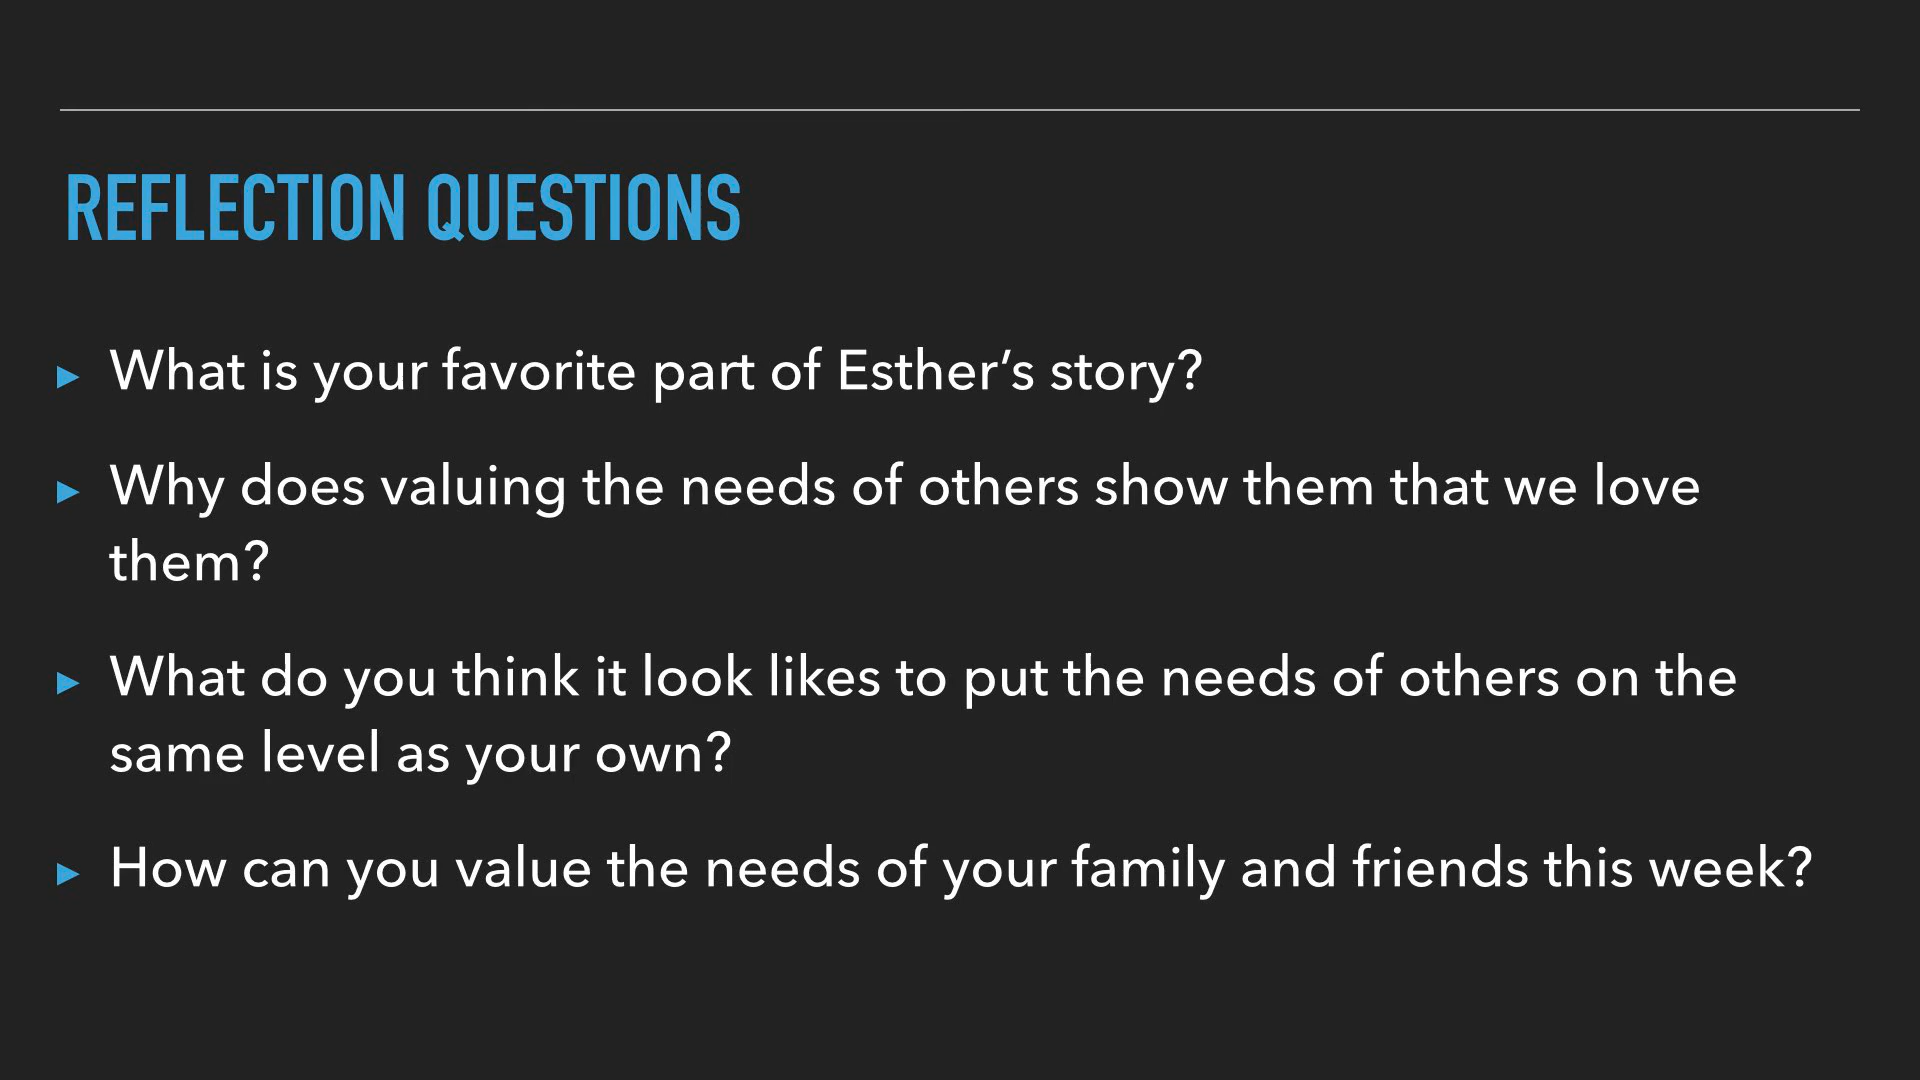 REFLECTION QUESTIONS
▸ What is your favorite part of Esther‘s story?
▸ Why does valuing the needs of others show them that we love
them?
▸ What do you think it look likes to put the needs of others on the
same level as your own?
▸ How can you value the needs of your family and friends this week?